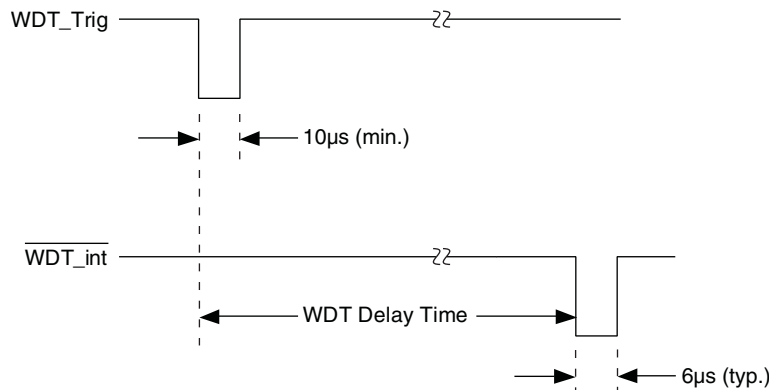 WDT_Trig
10µs (min.)
WDT_int
WDT Delay Time
6µs (typ.)